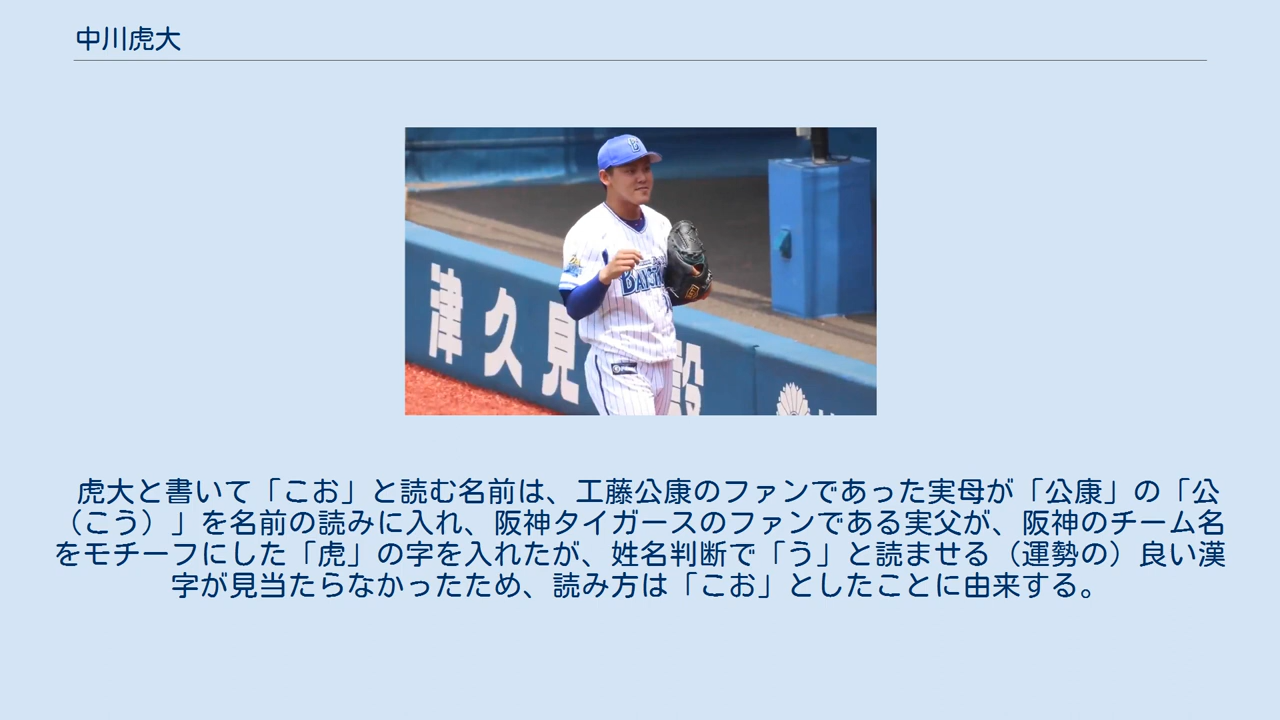 中川虎大
津久見
設
虎大と書いて「こお」と読む名前は、工藤公康のファンであった実母が「公康」の「公
（こう）」を名前の読みに入れ、阪神タイガースのファンである実父が、阪神のチーム名
をモチーフにした「虎」の字を入れたが、姓名判断で「う」と読ませる（運勢の）良い漢
字が見当たらなかったため、読み方は「こお」としたことに由来する。